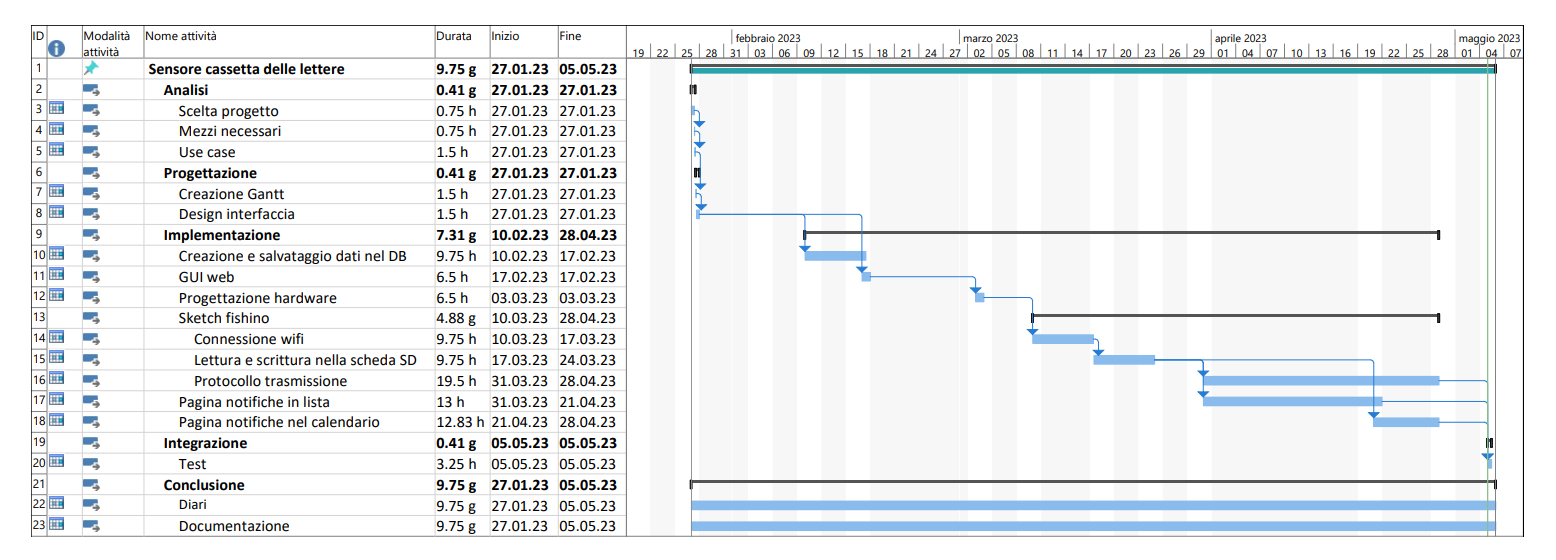 ID Modalità attività Nome attività Durata Inizio Fine
febbraio 2023 marzo 2023 aprile 2023 maggio 2023
19 22 25 28 31 03 06 09 12 15 18 21 24 27 02 05 08 11 14 17 20 23 26 29 01 04 07 10 13 16 19 22 25 28 01 04 07
1 Sensore cassetta delle lettere 9.75 g 27.01.23 05.05.23
2 Analisi 0.41 g 27.01.23 27.01.23
3 Scelta progetto 0.75 h 27.01.23 27.01.23
4 Mezzi necessari 0.75 h 27.01.23 27.01.23
5 Use case 1.5 h 27.01.23 27.01.23
6 Progettazione 0.41 g 27.01.23 27.01.23
7 Creazione Gantt 1.5 h 27.01.23 27.01.23
8 Design interfaccia 1.5 h 27.01.23 27.01.23
9 Implementazione 7.31 g 10.02.23 28.04.23
10 Creazione e salvataggio dati nel DB 9.75 h 10.02.23 17.02.23
11 GUI web 6.5 h 17.02.23 17.02.23
12 Progettazione hardware 6.5 h 03.03.23 03.03.23
13 Sketch fishino 4.88 g 10.03.23 28.04.23
14 Connessione wifi 9.75 h 10.03.23 17.03.23
15 Lettura e scrittura nella scheda SD 9.75 h 17.03.23 24.03.23
16 Protocollo trasmissione 19.5 h 31.03.23 28.04.23
17 Pagina notifiche in lista 13 h 31.03.23 21.04.23
18 Pagina notifiche nel calendario 12.83 h 21.04.23 28.04.23
19 Integrazione 0.41 g 05.05.23 05.05.23
20 Test 3.25 h 05.05.23 05.05.23
21 Conclusione 9.75 g 27.01.23 05.05.23
22 Diari 9.75 g 27.01.23 05.05.23
23 Documentazione 9.75 g 27.01.23 05.05.23